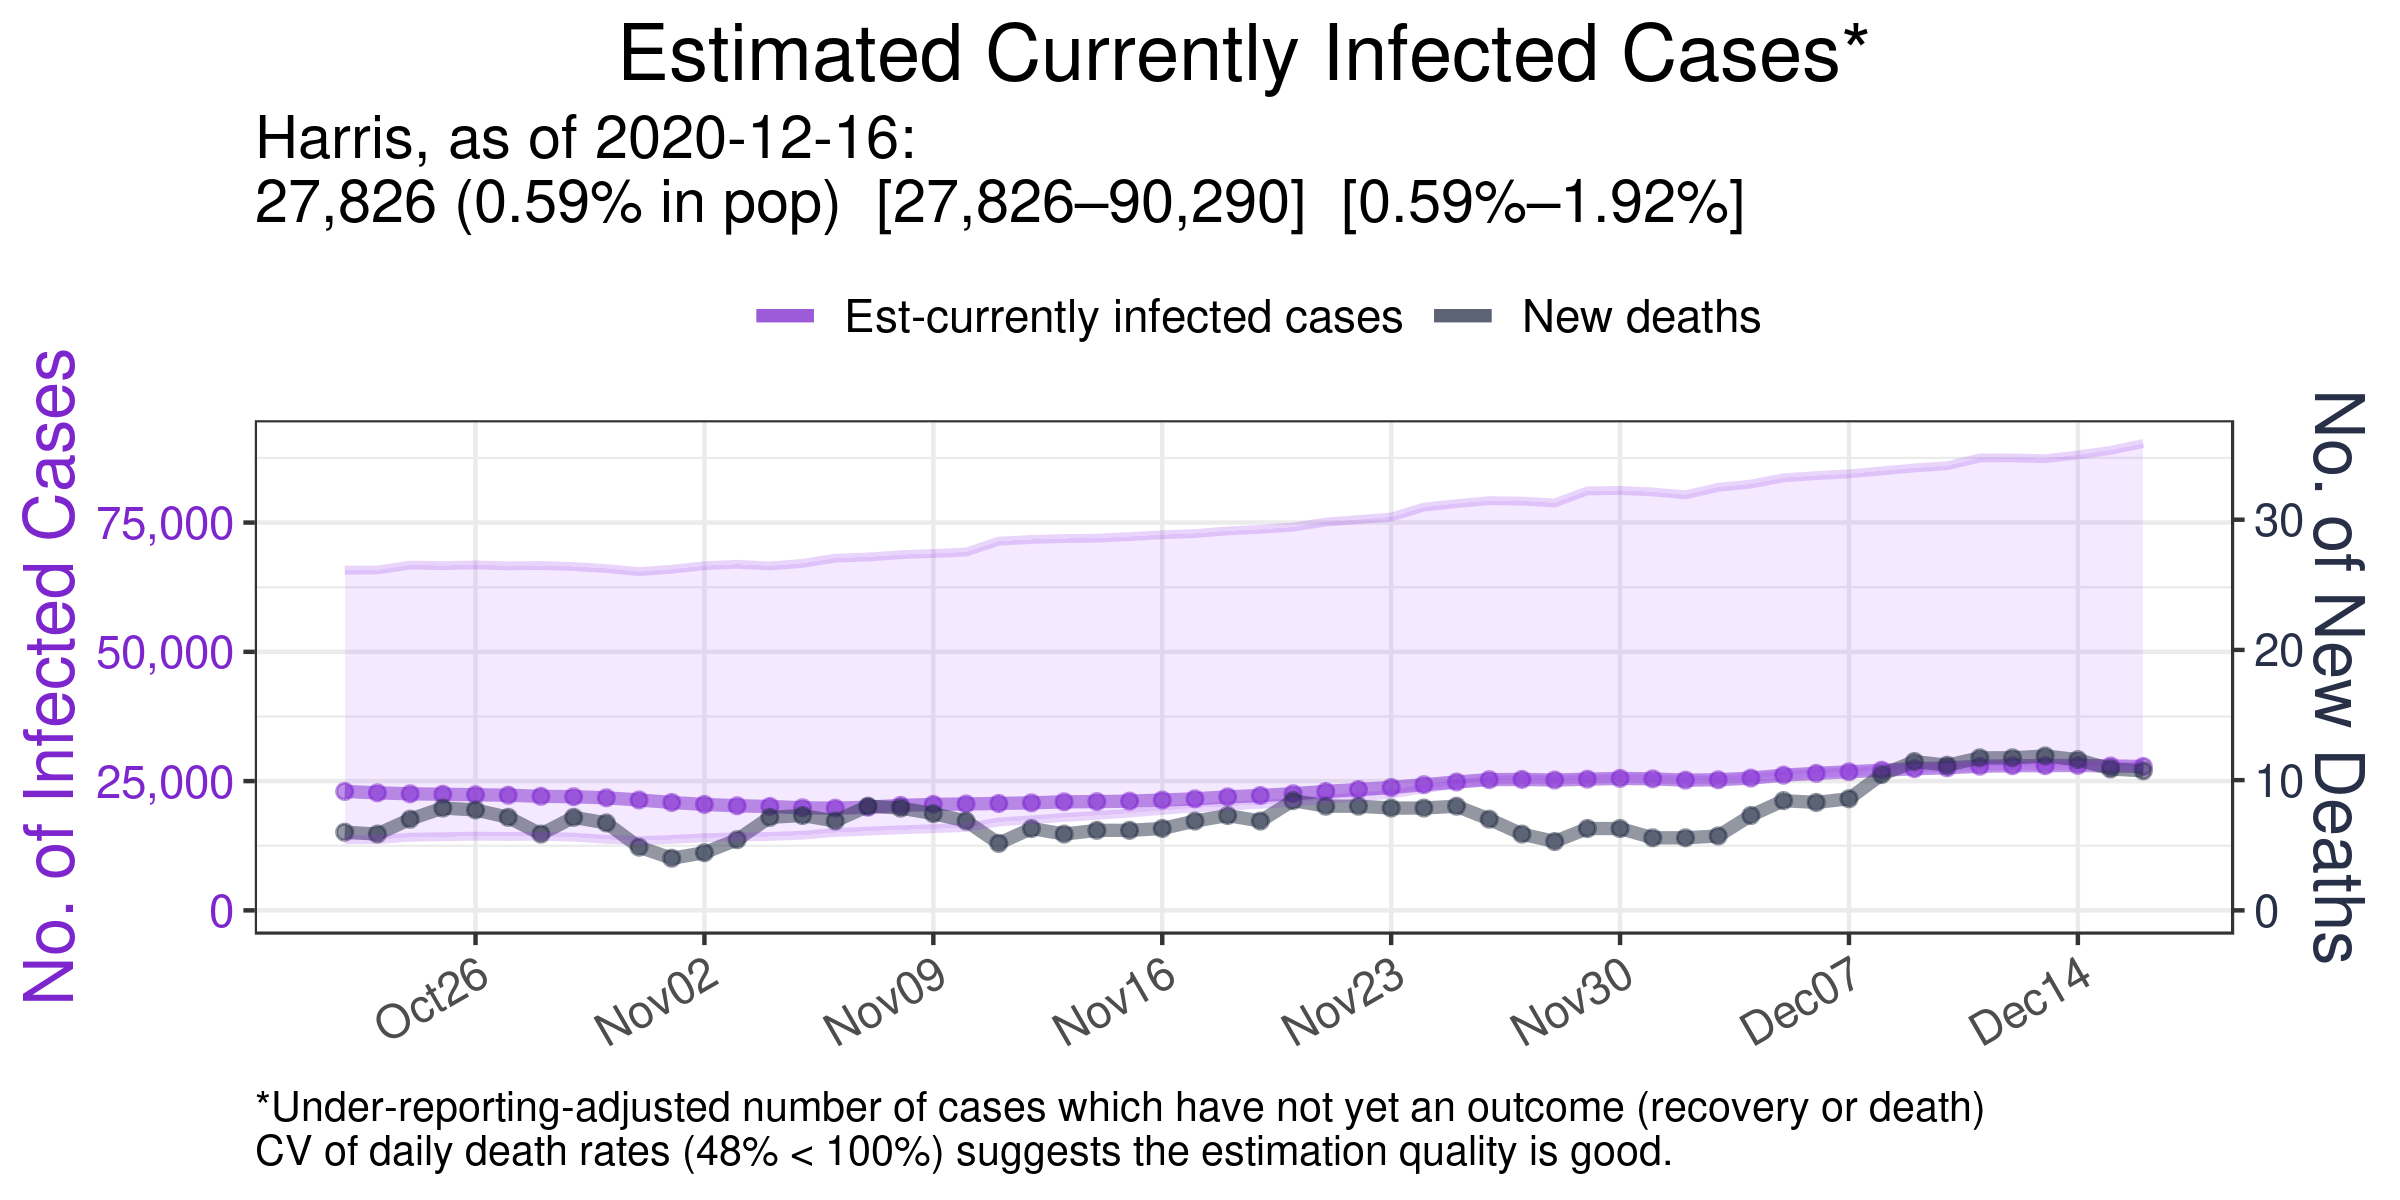 Estimated Currently Infected Cases*
Harris, as of 2020-12-16:
27,826 (0.59% in pop)  [27,826–90,290]  [0.59%–1.92%]
Est-currently infected cases
New deaths
No. of Infected Cases
75,000
50,000
25,000
0
30
20
10
0
No. of New Deaths
Oct26
Nov02
Nov09
Nov16
Nov23
Nov30
Dec07
Dec14
*Under-reporting-adjusted number of cases which have not yet an outcome (recovery or death)
CV of daily death rates (48% < 100%) suggests the estimation quality is good.